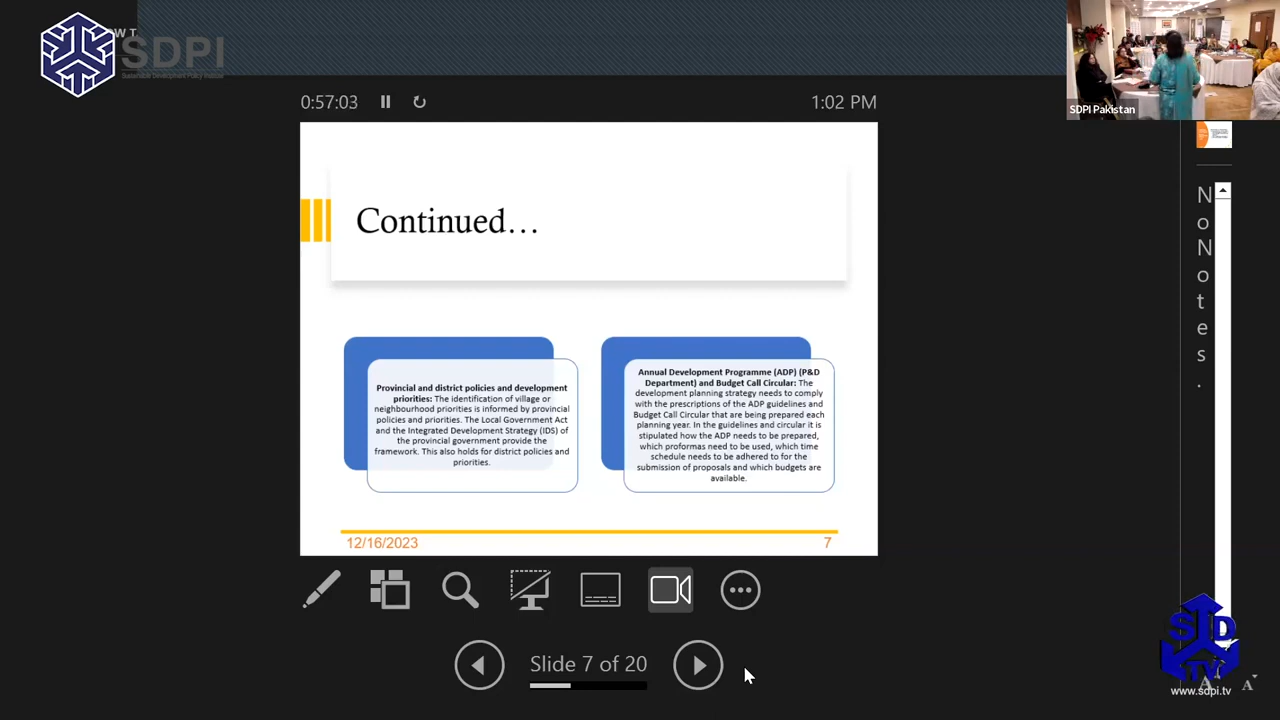 W T
SDPI
Sustainable Development Policy Institute
SDPI Pakistan
0:57:03
1:02 PM
Continued...
Provincial and district policies and development
priorities: The identification of village or
neighbourhood priorities is informed by provincial
policies and priorities. The Local Government Act
and the Integrated Development Strategy (IDS) of
the provincial government provide the
framework. This also holds for district policies and
priorities.
Annual Development Programme (ADP) (P&D
Department) and Budget Call Circular: The
development planning strategy needs to comply
with the prescriptions of the ADP guidelines and
Budget Call Circular that are being prepared each
planning year. In the guidelines and circular it is
stipulated how the ADP needs to be prepared,
which proformas need to be used, which time
schedule needs to be adhered to for the
submission of proposals and which budgets are
available.
12/16/2023
7
Slide 7 of 20
N
o
N
o
t
e
s
.
SDTV
www.sdpi.tv
A
A